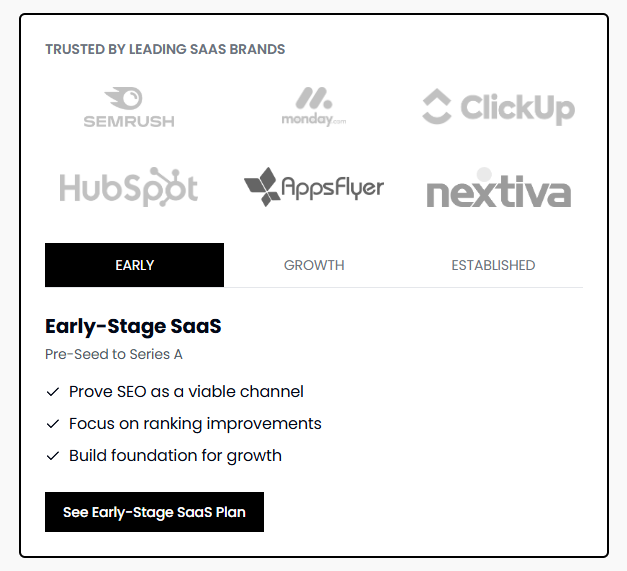 TRUSTED BY LEADING SAAS BRANDS
SEMRUSH
monday.com
ClickUp
HubSpot
AppsFlyer
nextiva
EARLY
GROWTH
ESTABLISHED
Early-Stage SaaS
Pre-Seed to Series A
Prove SEO as a viable channel
Focus on ranking improvements
Build foundation for growth
See Early-Stage SaaS Plan